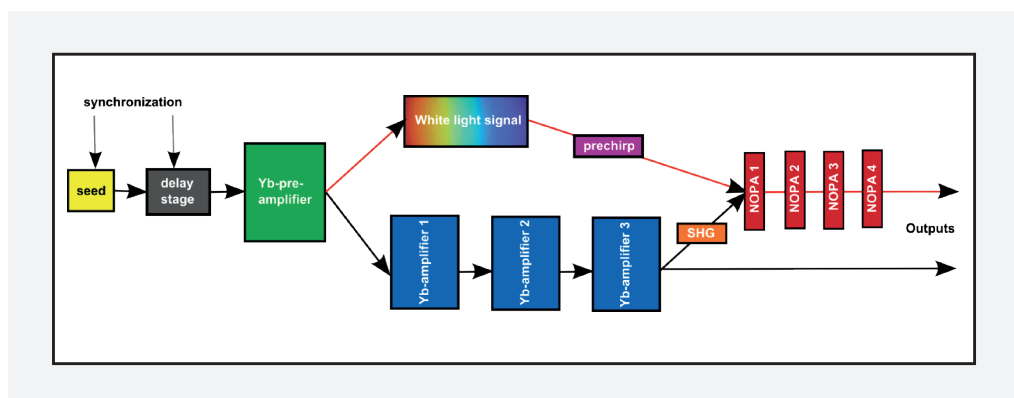 synchronization
seed
delay
stage
Yb-pre-
amplifier
White light signal
prechirp
Yb-amplifier 1
Yb-amplifier 2
Yb-amplifier 3
SHG
NOPA 1
NOPA 2
NOPA 3
NOPA 4
Outputs